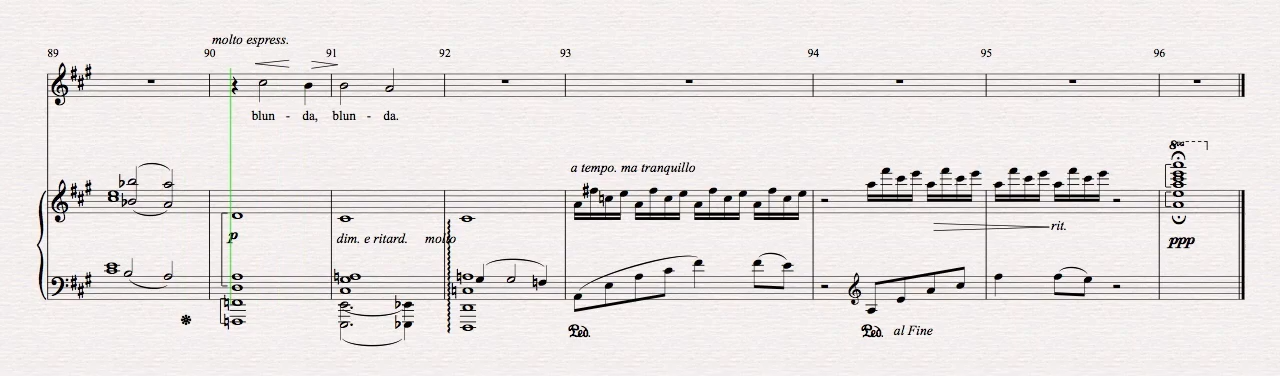 molto espress.
89 90 91 92 93 94 95 96
blun - da, blun - da.
a tempo. ma tranquillo
8va
p dim. e ritard. molto rit. ppp
Ped. Ped. al Fine